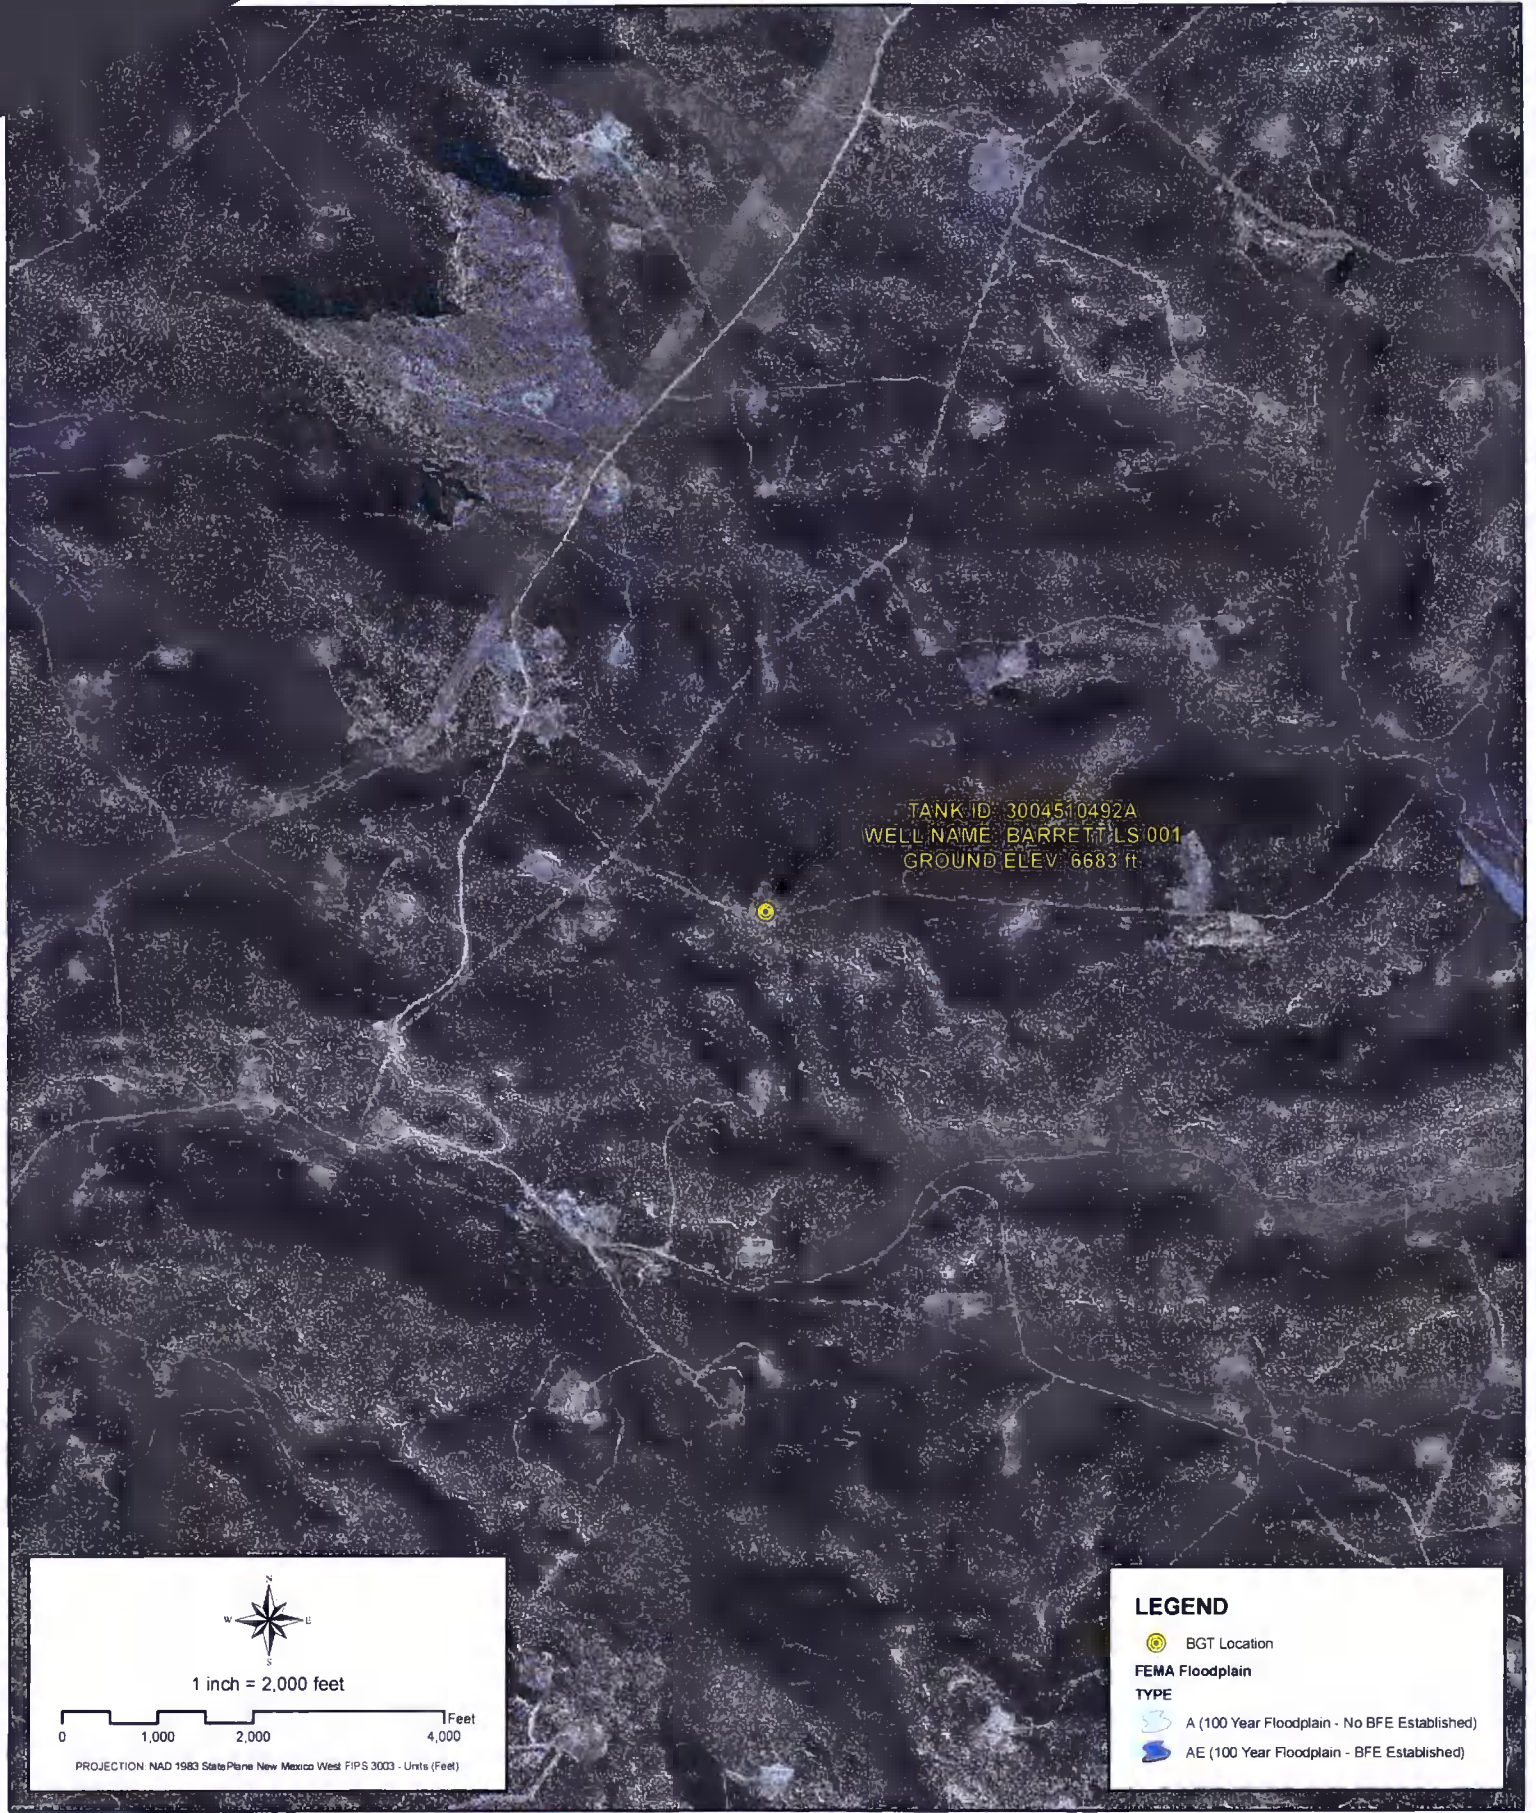 TANK ID: 3004510492A
WELL NAME: BARRETT LS 001
GROUND ELEV: 6683 ft.
N
W E
S
1 inch = 2,000 feet
Feet
0 1,000 2,000 4,000
PROJECTION: NAD 1983 StatePlane New Mexico West FIPS 3003 - Units (Feet)
LEGEND
BGT Location
FEMA Floodplain
TYPE
A (100 Year Floodplain - No BFE Established)
AE (100 Year Floodplain - BFE Established)